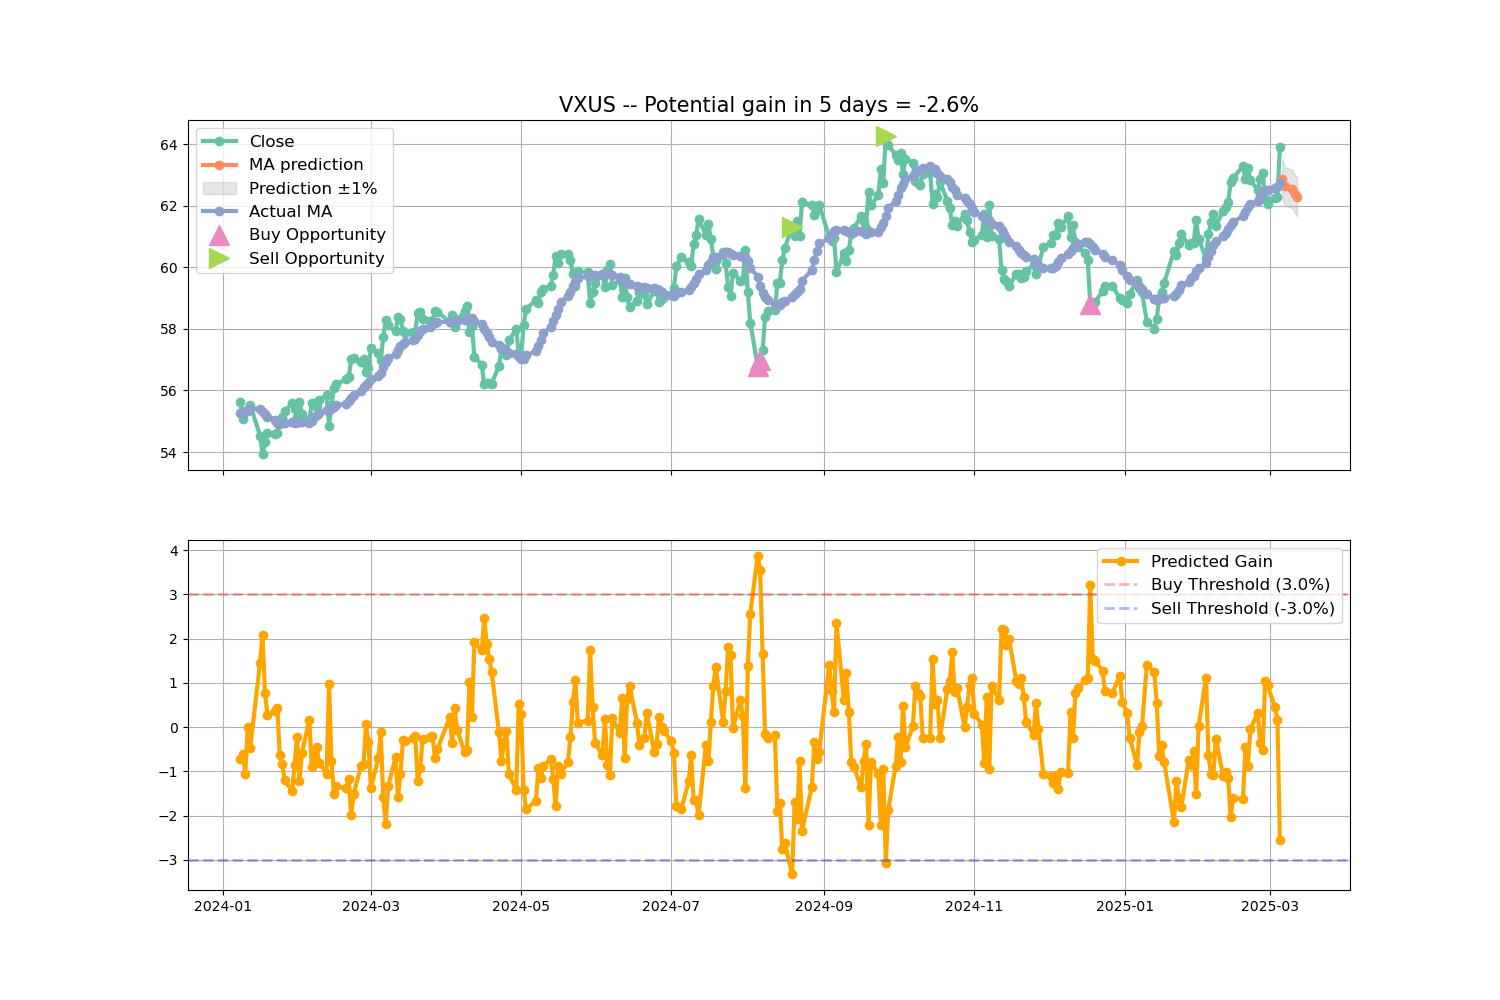 VXUS -- Potential gain in 5 days = -2.6%
64
62
60
58
56
54
Close
MA prediction
Prediction ±1%
Actual MA
Buy Opportunity
Sell Opportunity
4
3
2
1
0
−1
−2
−3
Predicted Gain
Buy Threshold (3.0%)
Sell Threshold (-3.0%)
2024-01 2024-03 2024-05 2024-07 2024-09 2024-11 2025-01 2025-03